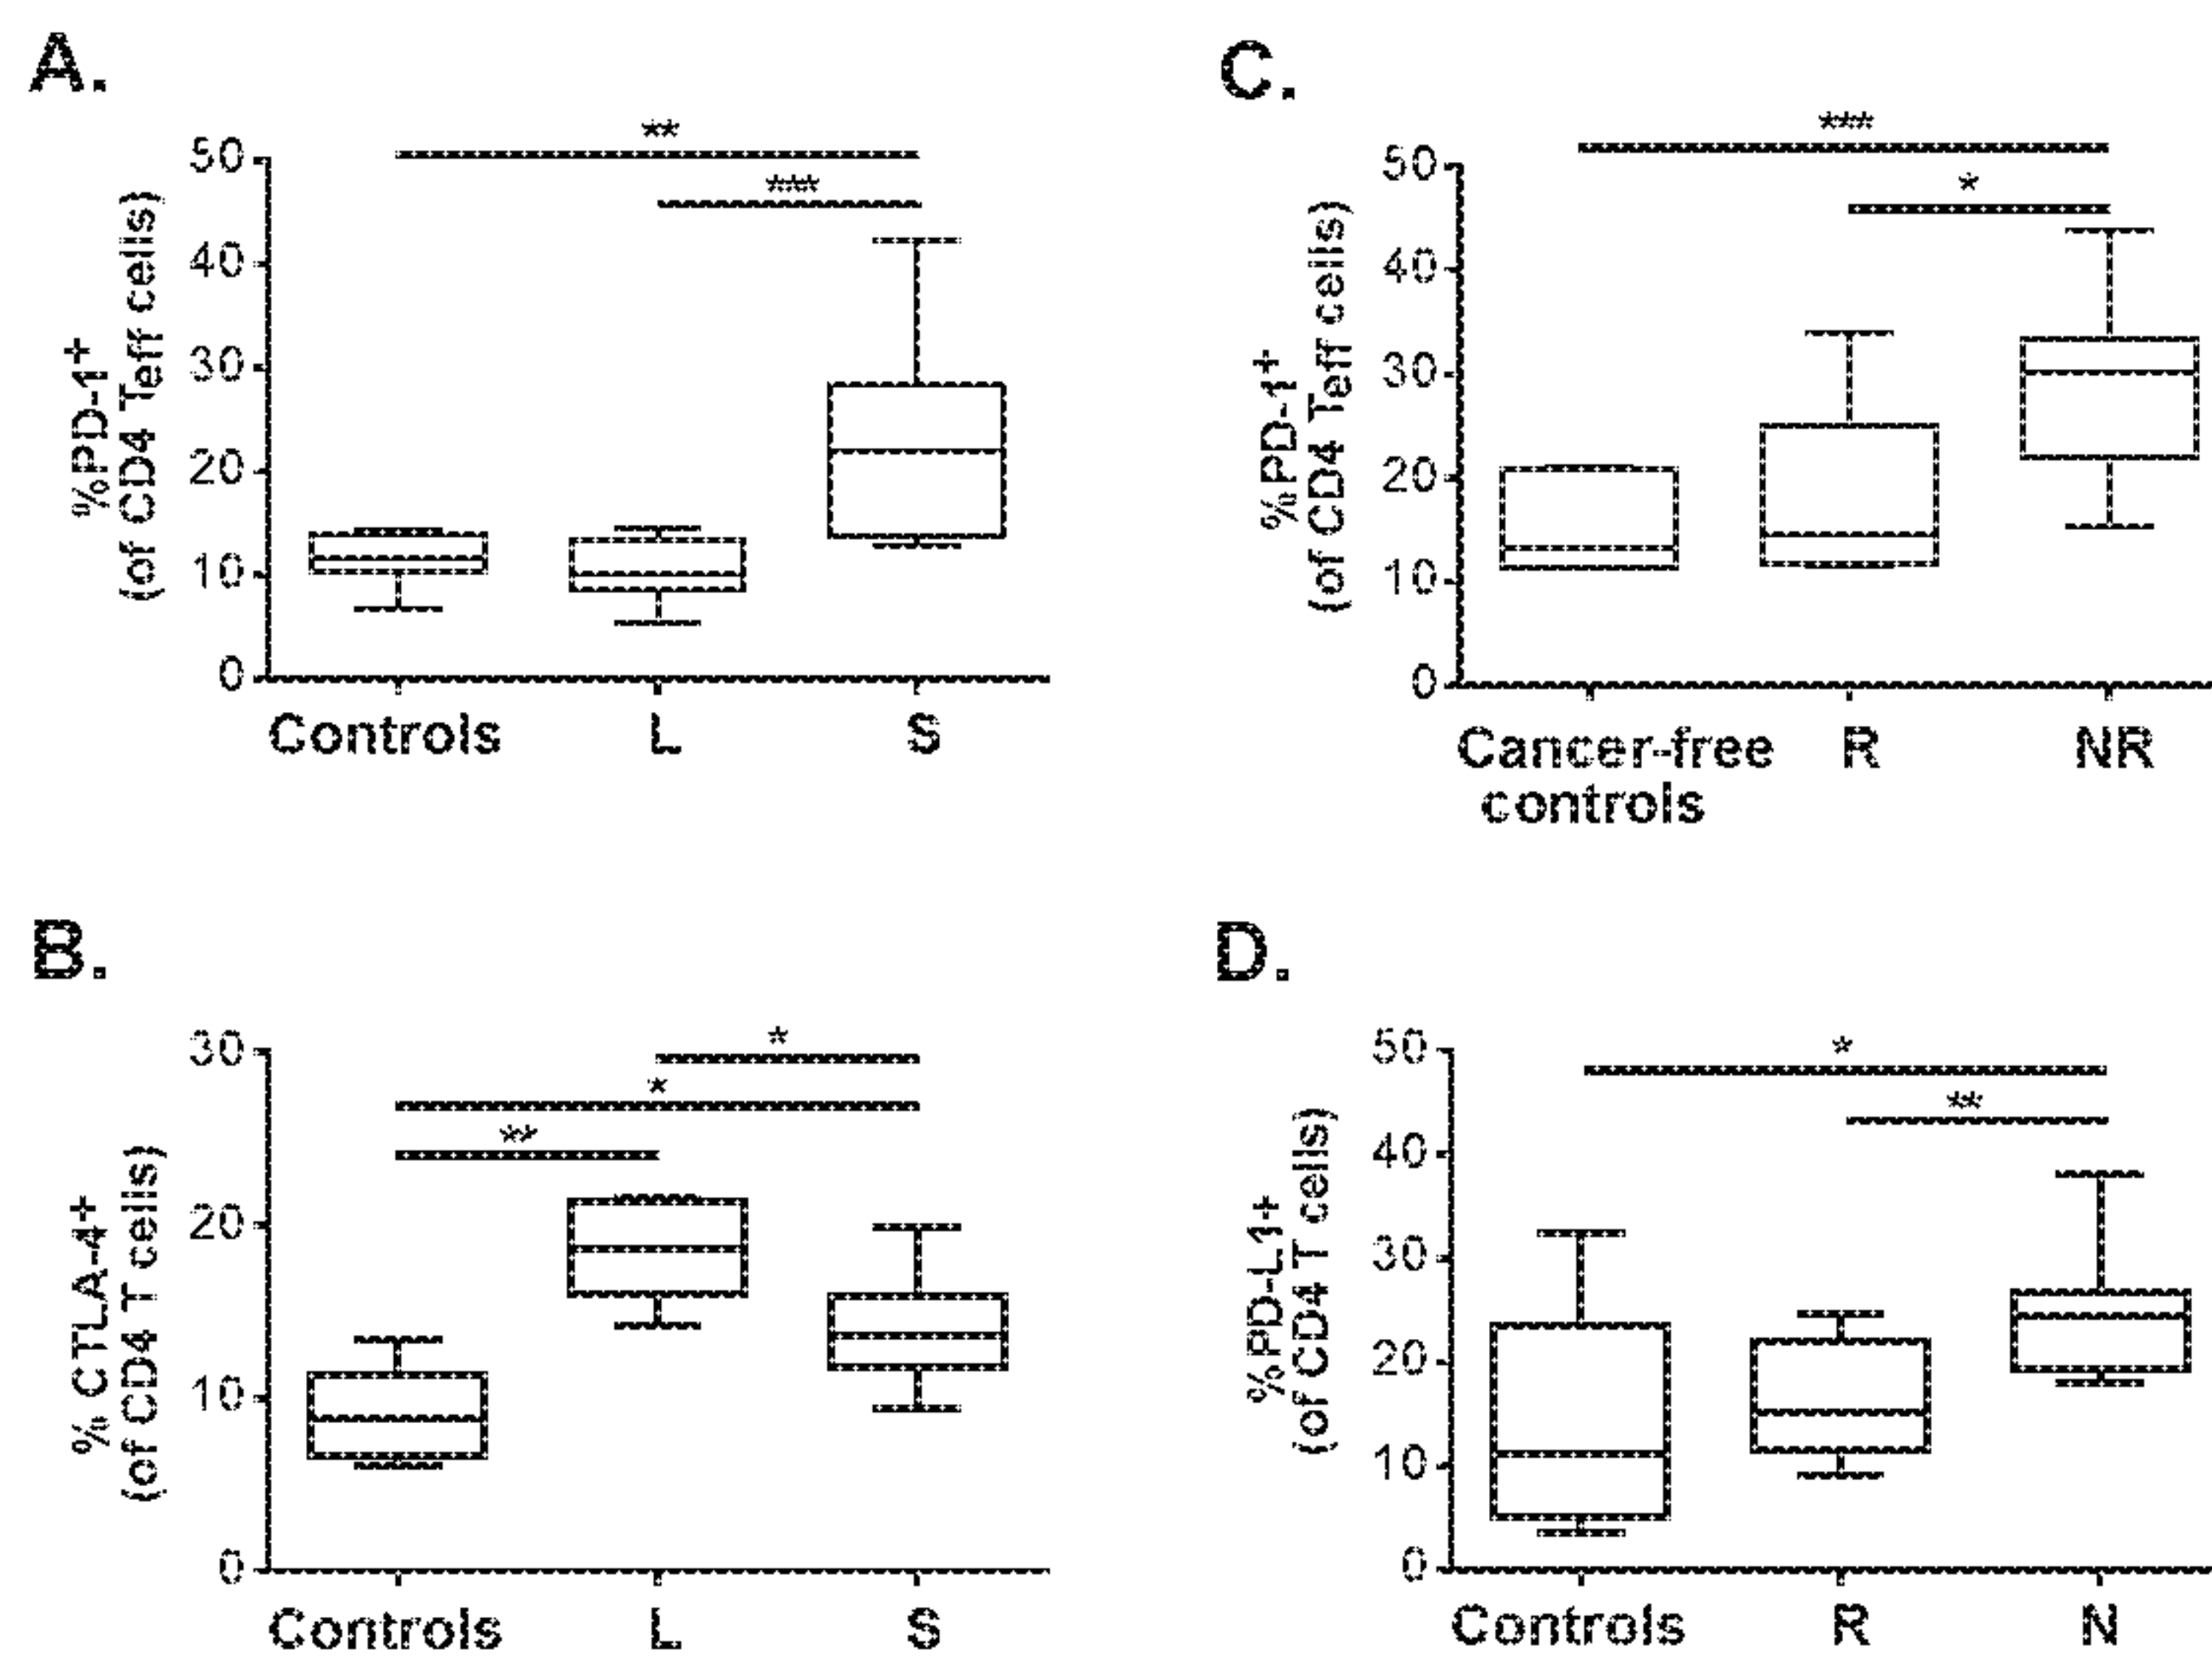 A.
**
***
50
40
30
20
10
0
%PD-1+
(of CD4 Teff cells)
Controls L S
C.
***
*
50
40
30
20
10
0
%PD-1+
(of CD4 Teff cells)
Cancer-free R NR
controls
B.
*
*
**
30
20
10
0
% CTLA-4+
(of CD4 T cells)
Controls L S
D.
*
**
50
40
30
20
10
0
%PD-L1+
(of CD4 T cells)
Controls R N